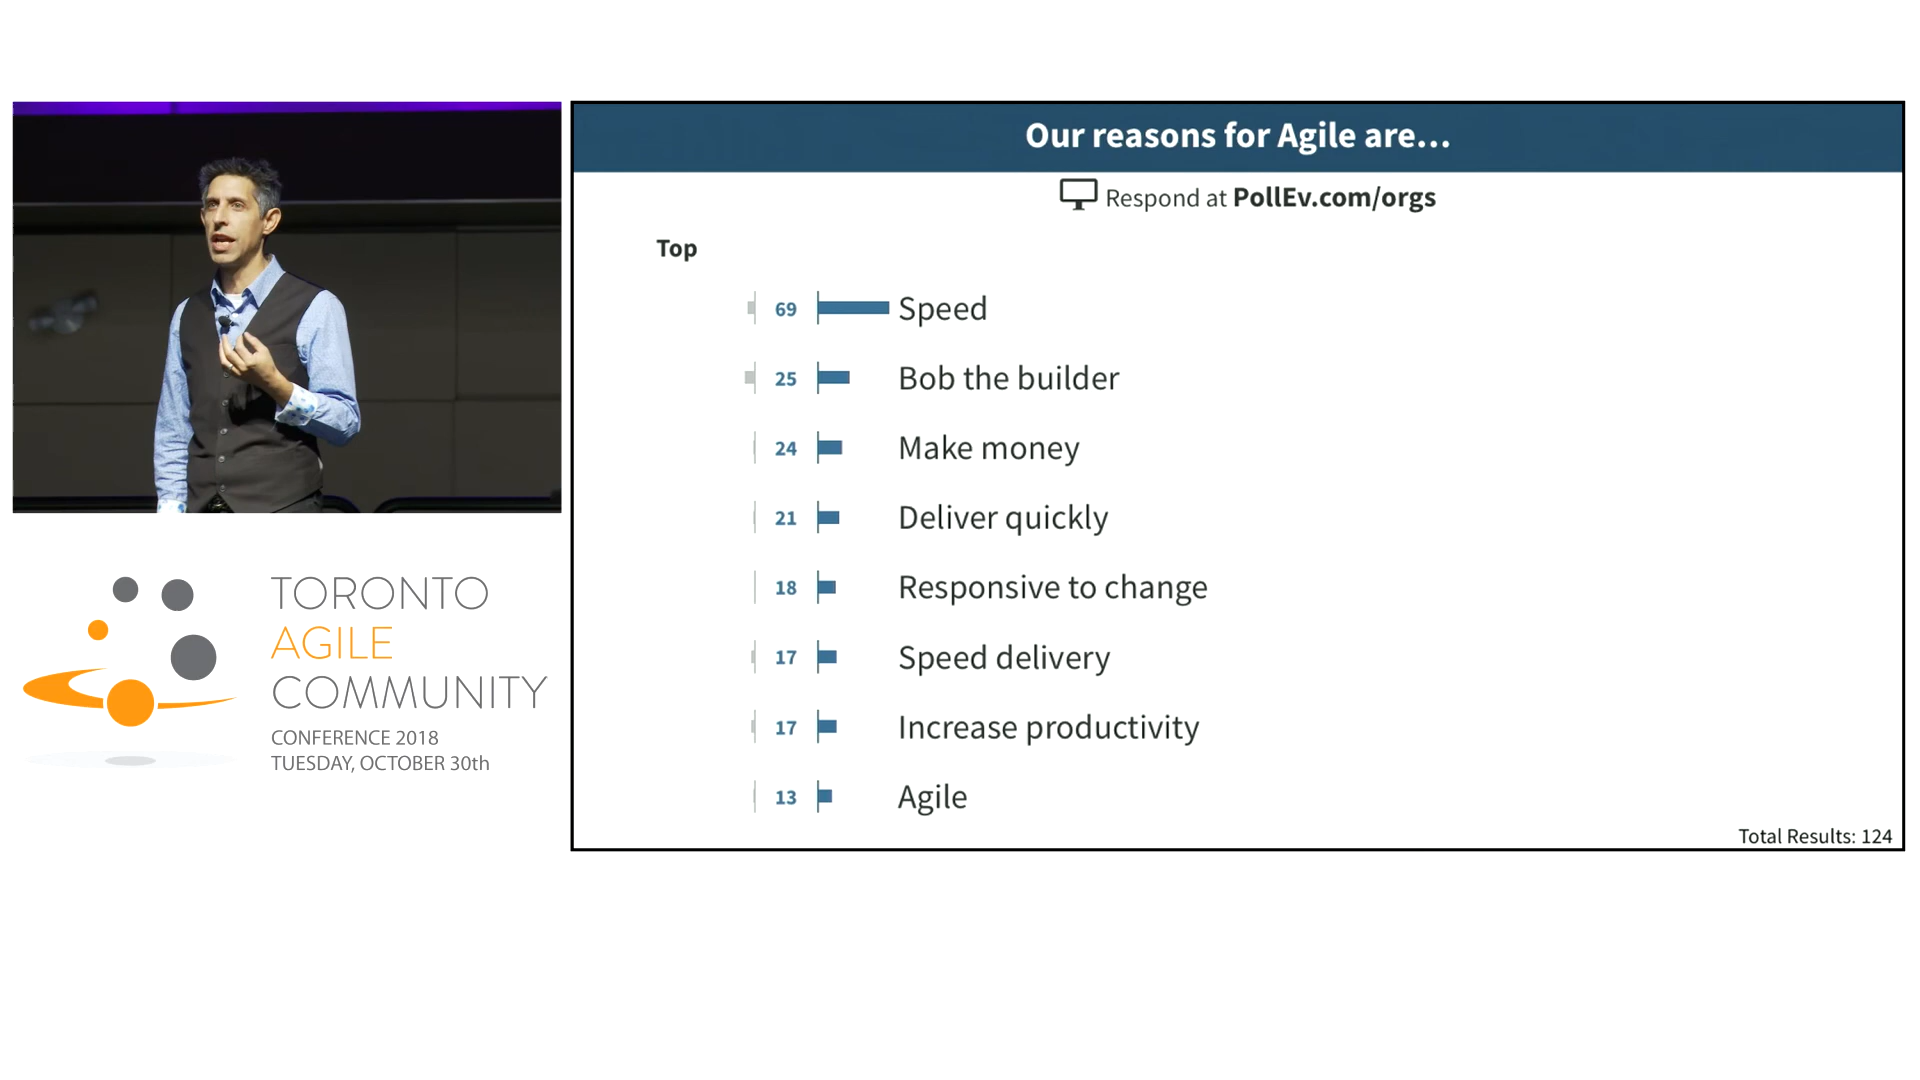 Our reasons for Agile are...
Respond at PollEv.com/orgs
Top
69 Speed
25 Bob the builder
24 Make money
21 Deliver quickly
18 Responsive to change
17 Speed delivery
17 Increase productivity
13 Agile
Total Results: 124
TORONTO
AGILE
COMMUNITY
CONFERENCE 2018
TUESDAY, OCTOBER 30th